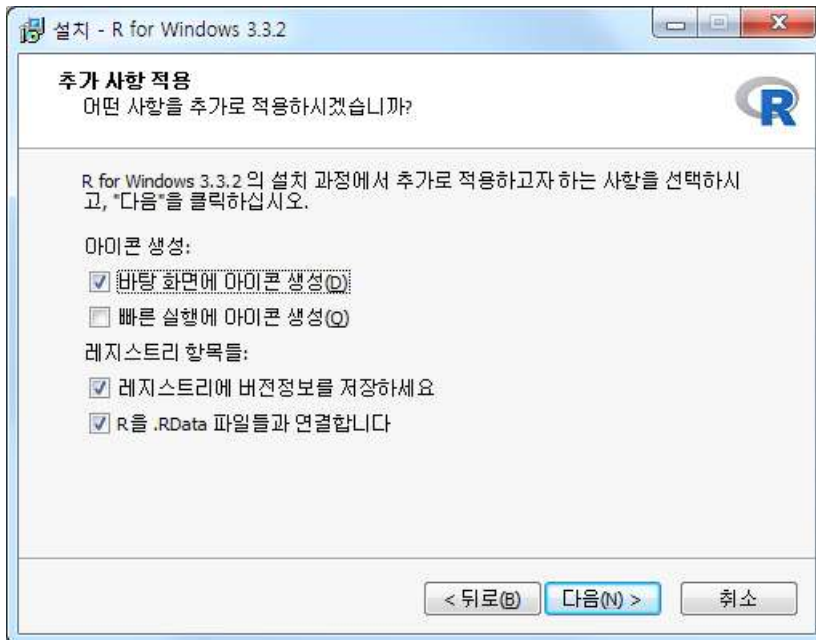 설치 - R for Windows 3.3.2
추가 사항 적용
어떤 사항을 추가로 적용하시겠습니까?
R
R for Windows 3.3.2 의 설치 과정에서 추가로 적용하고자 하는 사항을 선택하시
고, "다음"을 클릭하십시오.
아이콘 생성:
바탕 화면에 아이콘 생성(D)
빠른 실행에 아이콘 생성(Q)
레지스트리 항목들:
레지스트리에 버전정보를 저장하세요
R을 .RData 파일들과 연결합니다
< 뒤로(B)
다음(N) >
취소